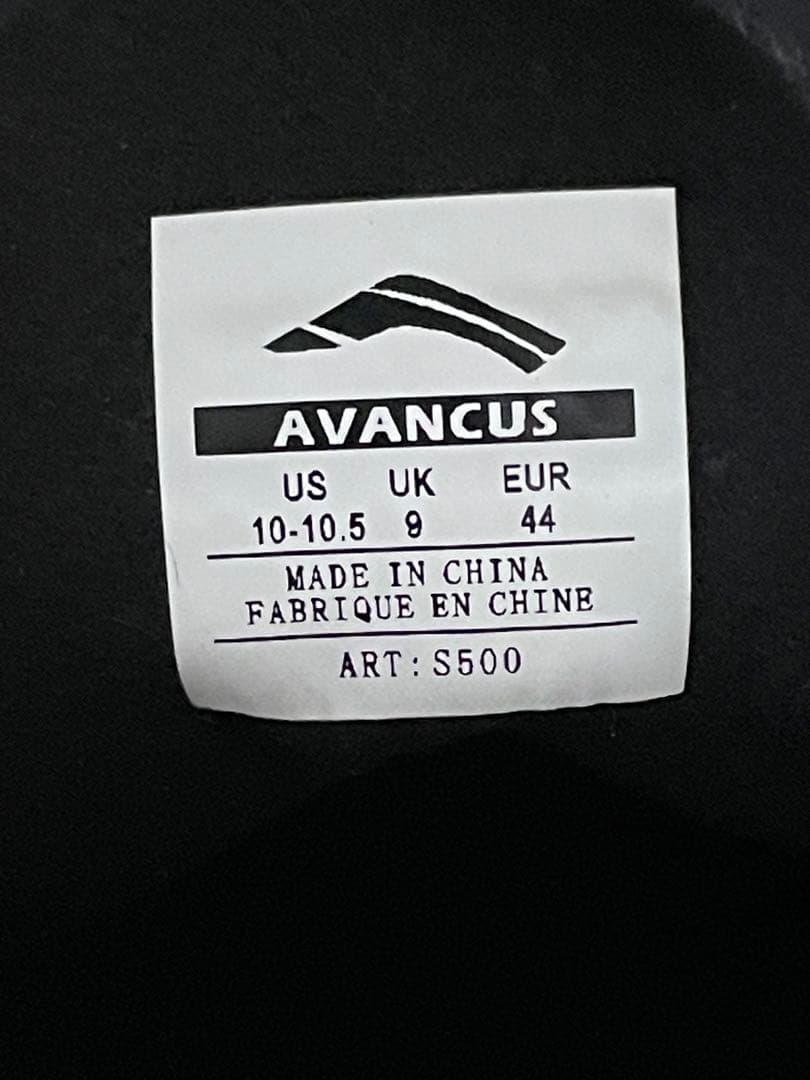 AVANCUS
US UK EUR
10-10.5 9 44
MADE IN CHINA
FABRIQUE EN CHINE
ART: S500